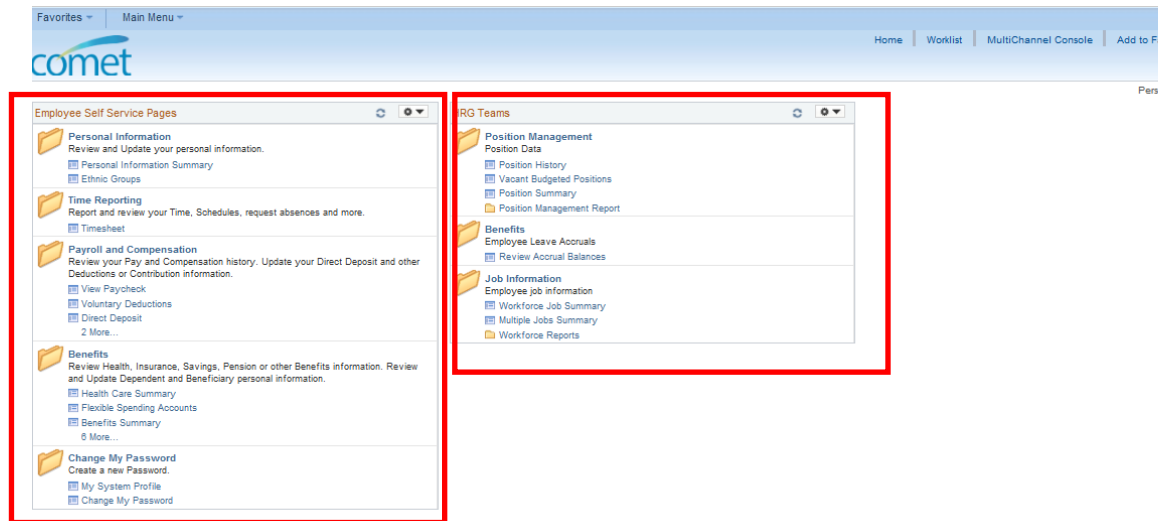 Favorites Main Menu
comet
Home Worklist MultiChannel Console Add to F
Pers
Employee Self Service Pages
Personal Information
Review and Update your personal information.
Personal Information Summary
Ethnic Groups
Time Reporting
Report and review your Time, Schedules, request absences and more.
Timesheet
Payroll and Compensation
Review your Pay and Compensation history. Update your Direct Deposit and other
Deductions or Contribution information.
View Paycheck
Voluntary Deductions
Direct Deposit
2 More...
Benefits
Review Health, Insurance, Savings, Pension or other Benefits information. Review
and Update Dependent and Beneficiary personal information.
Health Care Summary
Flexible Spending Accounts
Benefits Summary
6 More...
Change My Password
Create a new Password.
My System Profile
Change My Password
HRG Teams
Position Management
Position Data
Position History
Vacant Budgeted Positions
Position Summary
Position Management Report
Benefits
Employee Leave Accruals
Review Accrual Balances
Job Information
Employee job information
Workforce Job Summary
Multiple Jobs Summary
Workforce Reports